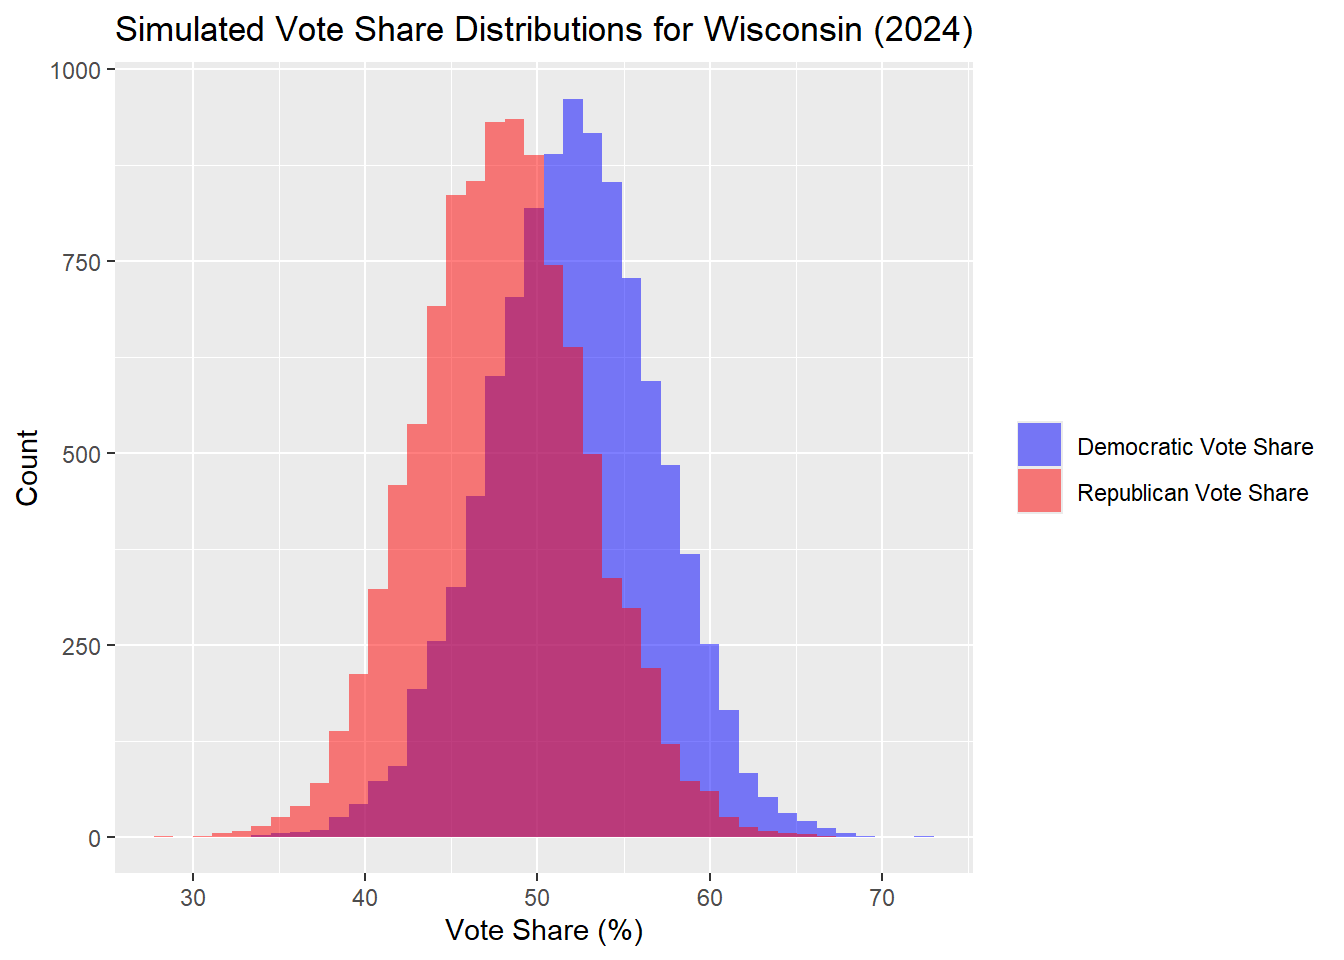 Simulated Vote Share Distributions for Wisconsin (2024)
1000
750
500
250
0
Count
30 40 50 60 70
Vote Share (%)
Democratic Vote Share
Republican Vote Share